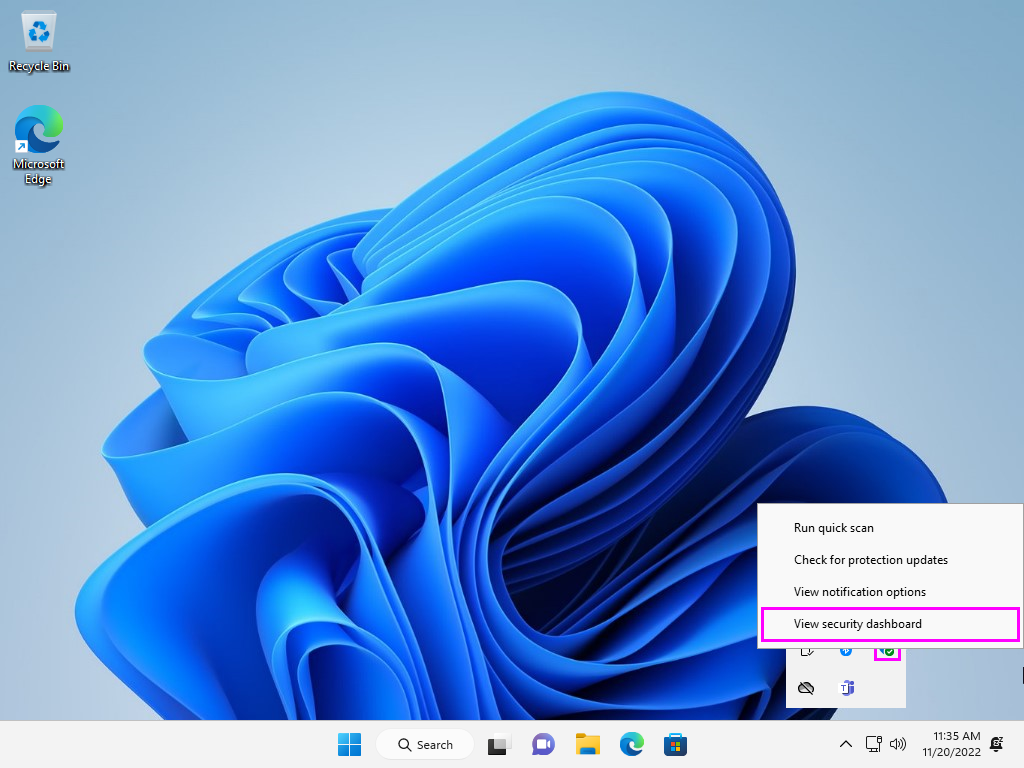 Recycle Bin
Microsoft
Edge
Run quick scan
Check for protection updates
View notification options
View security dashboard
Search
11:35 AM
11/20/2022